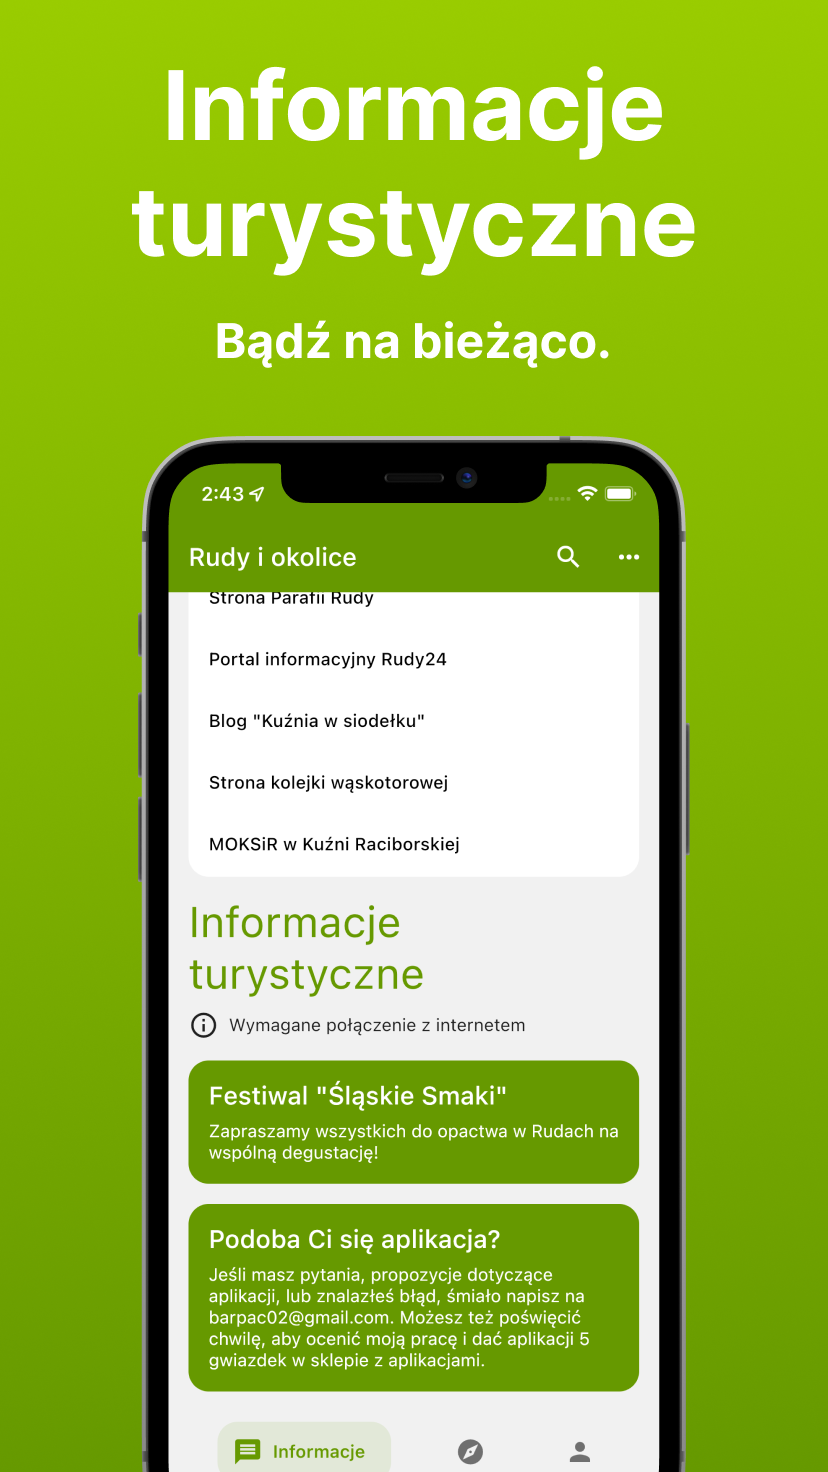 Informacje
turystyczne
Bądź na bieżąco.
2:43
Rudy i okolice
Strona Parafii Rudy
Portal informacyjny Rudy24
Blog "Kuźnia w siodełku"
Strona kolejki wąskotorowej
MOKSiR w Kuźni Raciborskiej
Informacje
turystyczne
Wymagane połączenie z internetem
Festiwal "Śląskie Smaki"
Zapraszamy wszystkich do opactwa w Rudach na
wspólną degustację!
Podoba Ci się aplikacja?
Jeśli masz pytania, propozycje dotyczące
aplikacji, lub znalazłeś błąd, śmiało napisz na
barpac02@gmail.com. Możesz też poświęcić
chwilę, aby ocenić moją pracę i dać aplikacji 5
gwiazdek w sklepie z aplikacjami.
Informacje